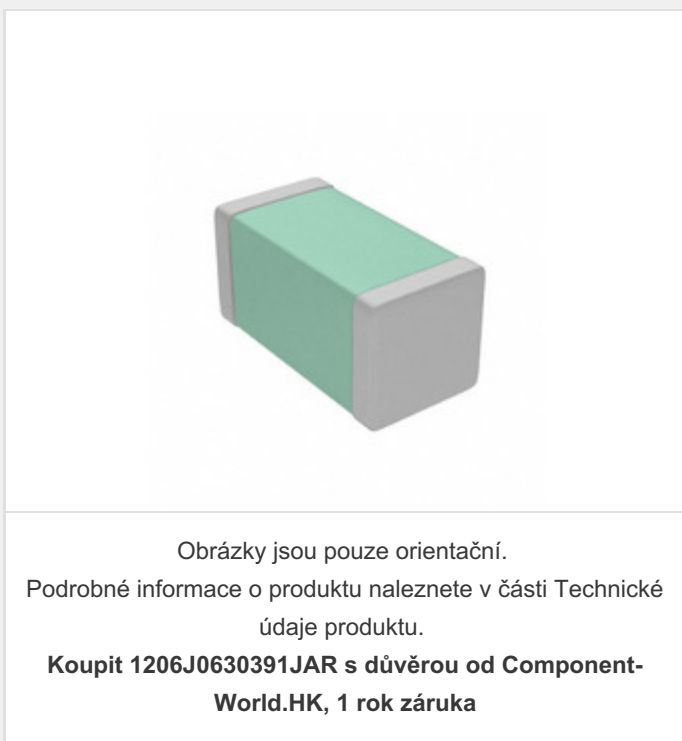 Obrázky jsou pouze orientační.
Podrobné informace o produktu naleznete v části Technické
údaje produktu.
Koupit 1206J0630391JAR s důvěrou od Component-
World.HK, 1 rok záruka